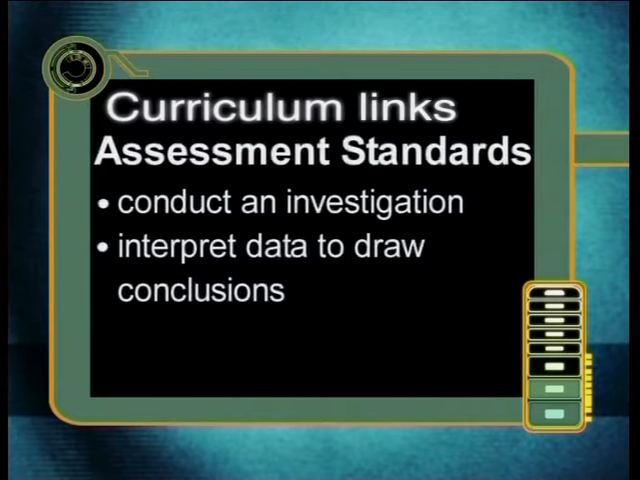 Curriculum links
Assessment Standards
• conduct an investigation
• interpret data to draw
conclusions